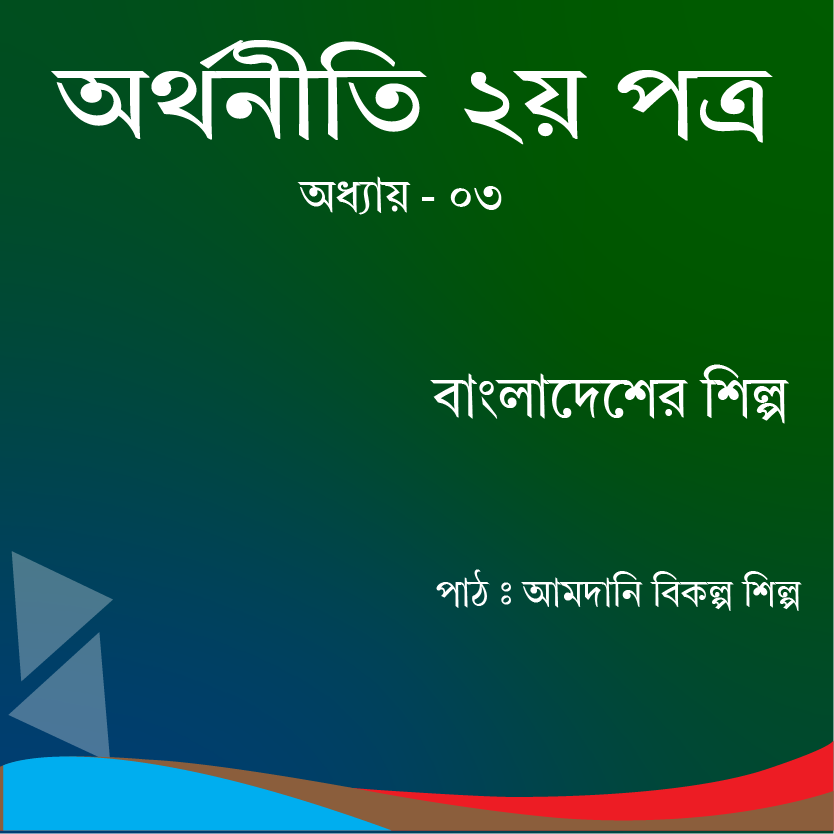 অর্থনীতি ২য় পত্র
অধ্যায় - ০৩
বাংলাদেশের শিল্প
পাঠ ঃ আমদানি বিকল্প শিল্প